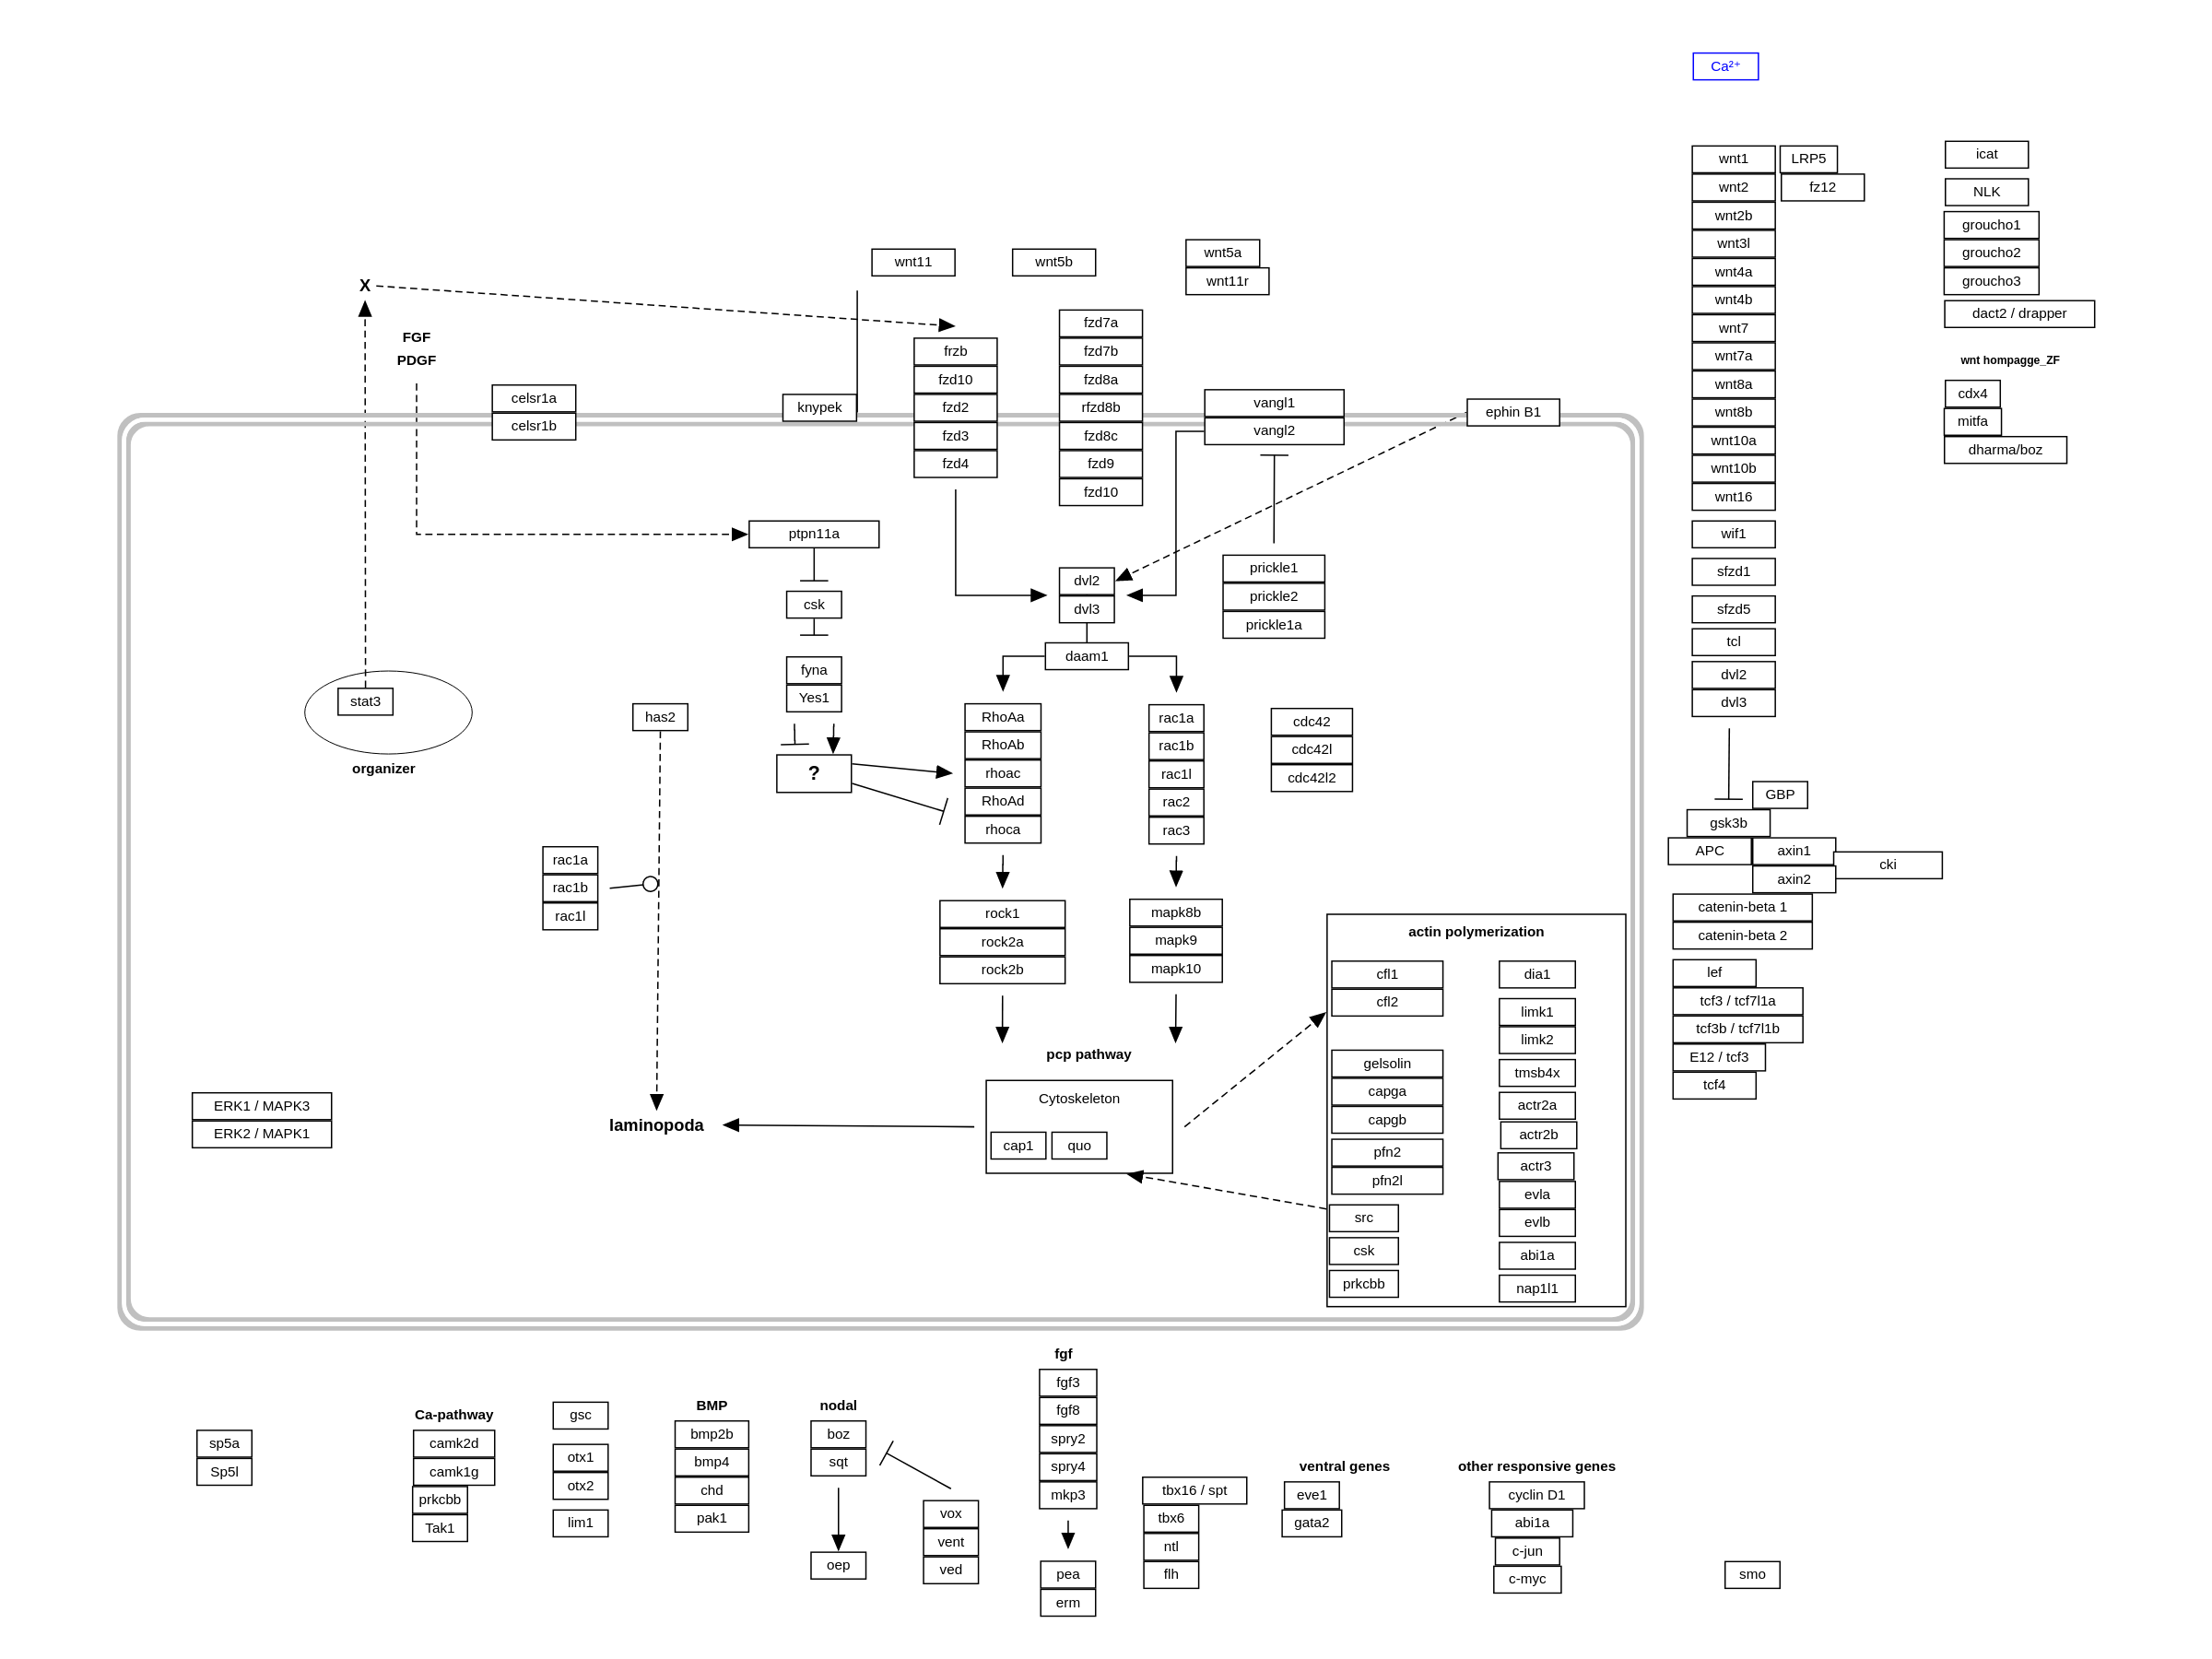 Ca²⁺
wnt1
LRP5
wnt2
fz12
wnt2b
wnt3l
wnt4a
wnt4b
wnt7
wnt7a
wnt8a
wnt8b
wnt10a
wnt10b
wnt16
wif1
sfzd1
sfzd5
tcl
dvl2
dvl3
icat
NLK
groucho1
groucho2
groucho3
dact2 / drapper
wnt hompagge_ZF
cdx4
mitfa
dharma/boz
wnt11
wnt5b
wnt5a
wnt11r
X
FGF
PDGF
celsr1a
celsr1b
knypek
frzb
fzd10
fzd2
fzd3
fzd4
fzd7a
fzd7b
fzd8a
rfzd8b
fzd8c
fzd9
fzd10
vangl1
vangl2
ephin B1
ptpn11a
csk
fyna
Yes1
?
dvl2
dvl3
daam1
prickle1
prickle2
prickle1a
stat3
organizer
has2
rac1a
rac1b
rac1l
RhoAa
RhoAb
rhoac
RhoAd
rhoca
rac1a
rac1b
rac1l
rac2
rac3
cdc42
cdc42l
cdc42l2
rock1
rock2a
rock2b
mapk8b
mapk9
mapk10
pcp pathway
Cytoskeleton
cap1
quo
laminopoda
ERK1 / MAPK3
ERK2 / MAPK1
actin polymerization
cfl1
cfl2
gelsolin
capga
capgb
pfn2
pfn2l
src
csk
prkcbb
dia1
limk1
limk2
tmsb4x
actr2a
actr2b
actr3
evla
evlb
abi1a
nap1l1
GBP
gsk3b
APC
axin1
axin2
cki
catenin-beta 1
catenin-beta 2
lef
tcf3 / tcf7l1a
tcf3b / tcf7l1b
E12 / tcf3
tcf4
sp5a
Sp5l
Ca-pathway
camk2d
camk1g
prkcbb
Tak1
gsc
otx1
otx2
lim1
BMP
bmp2b
bmp4
chd
pak1
nodal
boz
sqt
oep
vox
vent
ved
fgf
fgf3
fgf8
spry2
spry4
mkp3
pea
erm
tbx16 / spt
tbx6
ntl
flh
ventral genes
eve1
gata2
other responsive genes
cyclin D1
abi1a
c-jun
c-myc
smo